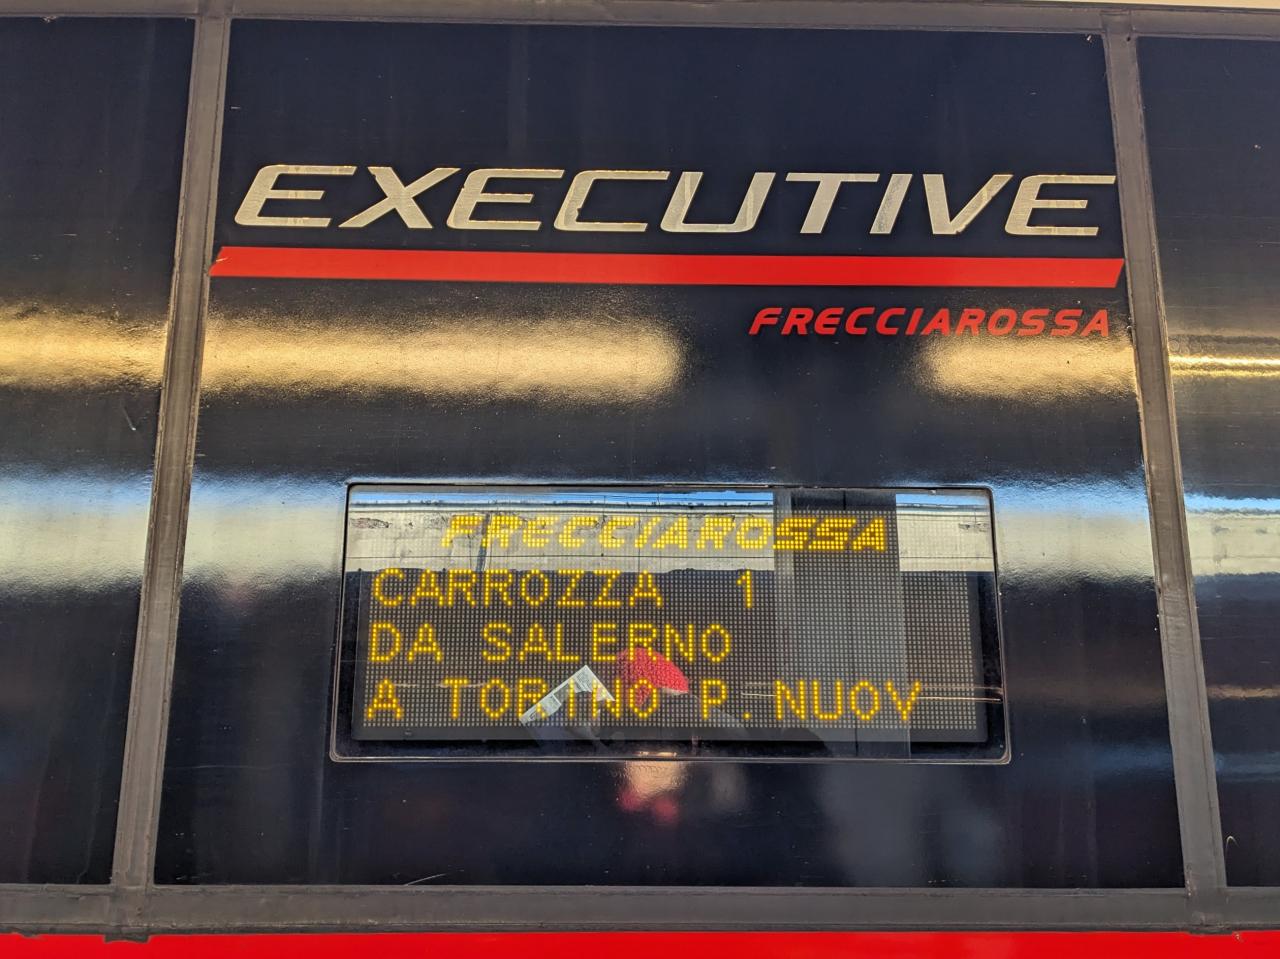 EXECUTIVE
FRECCIAROSSA
FRECCIAROSSA
CARROZZA 1
DA SALERNO
A TORINO P. NUOV